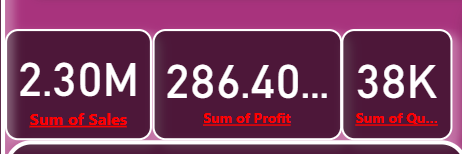 2.30M
Sum of Sales
286.40...
Sum of Profit
38K
Sum of Qu...